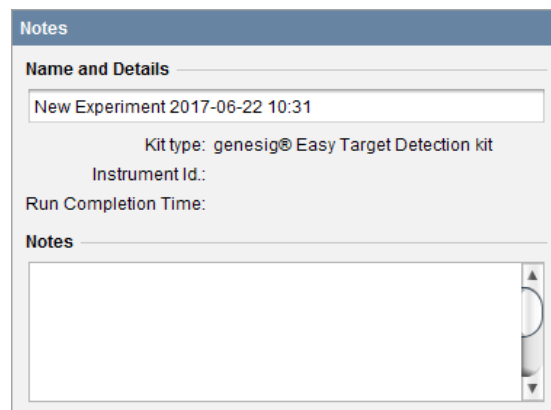 Notes
Name and Details
New Experiment 2017-06-22 10:31
Kit type: genesig® Easy Target Detection kit
Instrument Id.:
Run Completion Time:
Notes